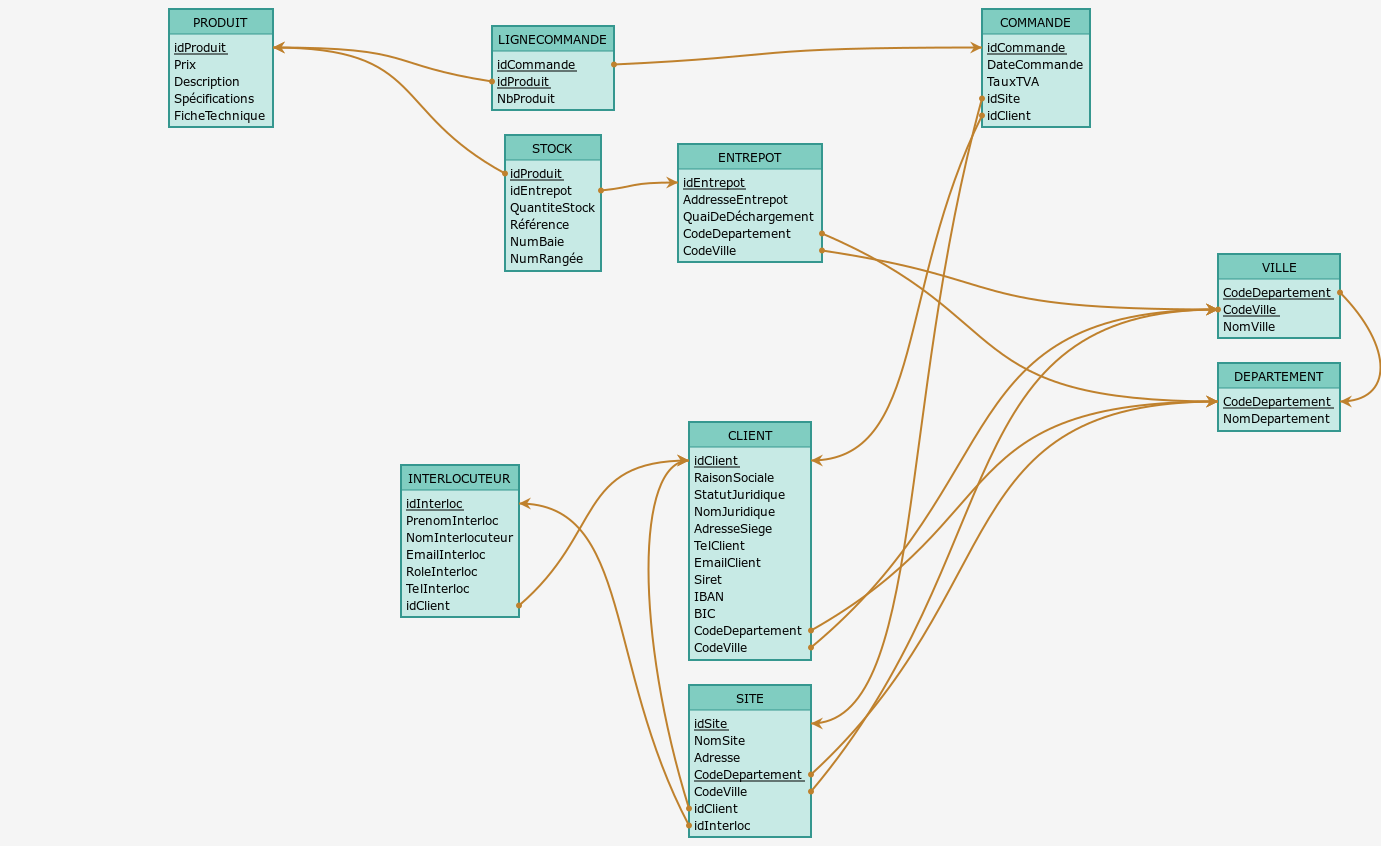 PRODUIT
idProduit
Prix
Description
Spécifications
FicheTechnique
LIGNECOMMANDE
idCommande
idProduit
NbProduit
COMMANDE
idCommande
DateCommande
TauxTVA
idSite
idClient
STOCK
idProduit
idEntrepot
QuantiteStock
Référence
NumBaie
NumRangée
ENTREPOT
idEntrepot
AddresseEntrepot
QuaiDeDéchargement
CodeDepartement
CodeVille
VILLE
CodeDepartement
CodeVille
NomVille
DEPARTEMENT
CodeDepartement
NomDepartement
INTERLOCUTEUR
idInterloc
PrenomInterloc
NomInterlocuteur
EmailInterloc
RoleInterloc
TelInterloc
idClient
CLIENT
idClient
RaisonSociale
StatutJuridique
NomJuridique
AdresseSiege
TelClient
EmailClient
Siret
IBAN
BIC
CodeDepartement
CodeVille
SITE
idSite
NomSite
Adresse
CodeDepartement
CodeVille
idClient
idInterloc